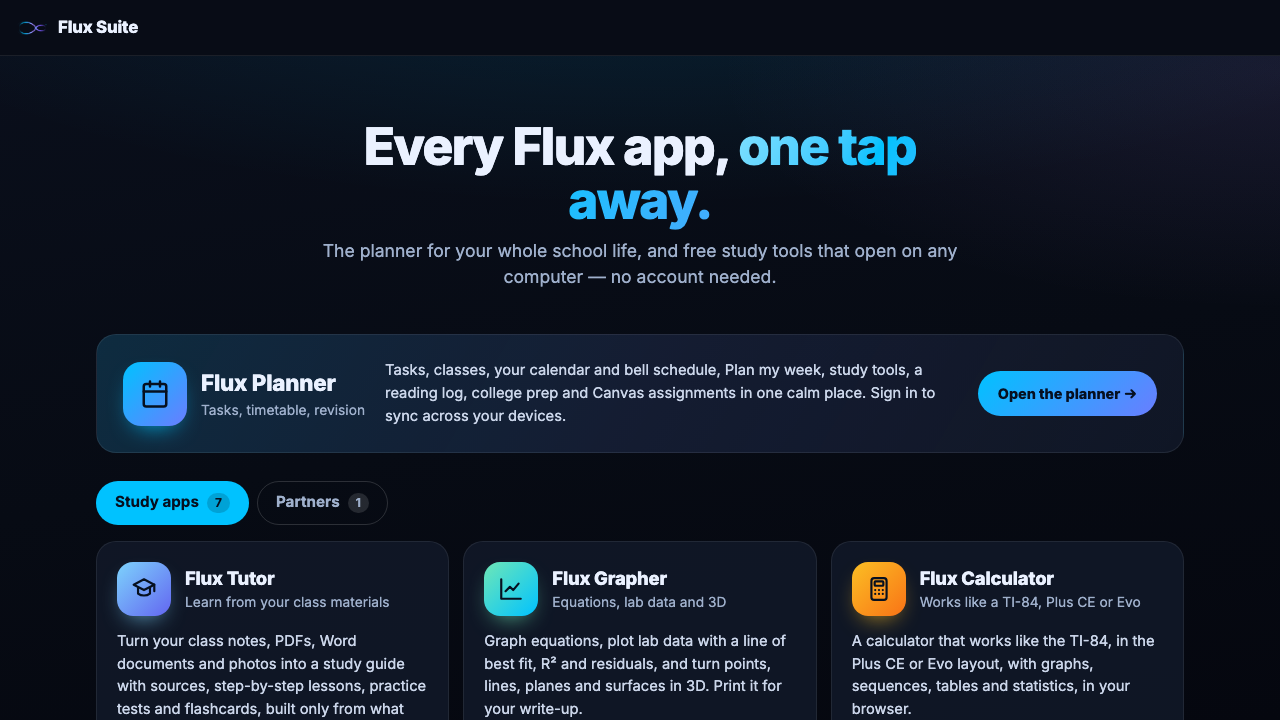 Flux Suite
Every Flux app, one tap
away.
The planner for your whole school life, and free study tools that open on any
computer — no account needed.
Flux Planner
Tasks, timetable, revision
Tasks, classes, your calendar and bell schedule, Plan my week, study tools, a
reading log, college prep and Canvas assignments in one calm place. Sign in to
sync across your devices.
Open the planner →
Study apps 7
Partners 1
Flux Tutor
Learn from your class materials
Turn your class notes, PDFs, Word
documents and photos into a study guide
with sources, step-by-step lessons, practice
tests and flashcards, built only from what
Flux Grapher
Equations, lab data and 3D
Graph equations, plot lab data with a line of
best fit, R² and residuals, and turn points,
lines, planes and surfaces in 3D. Print it for
your write-up.
Flux Calculator
Works like a TI-84, Plus CE or Evo
A calculator that works like the TI-84, in the
Plus CE or Evo layout, with graphs,
sequences, tables and statistics, in your
browser.